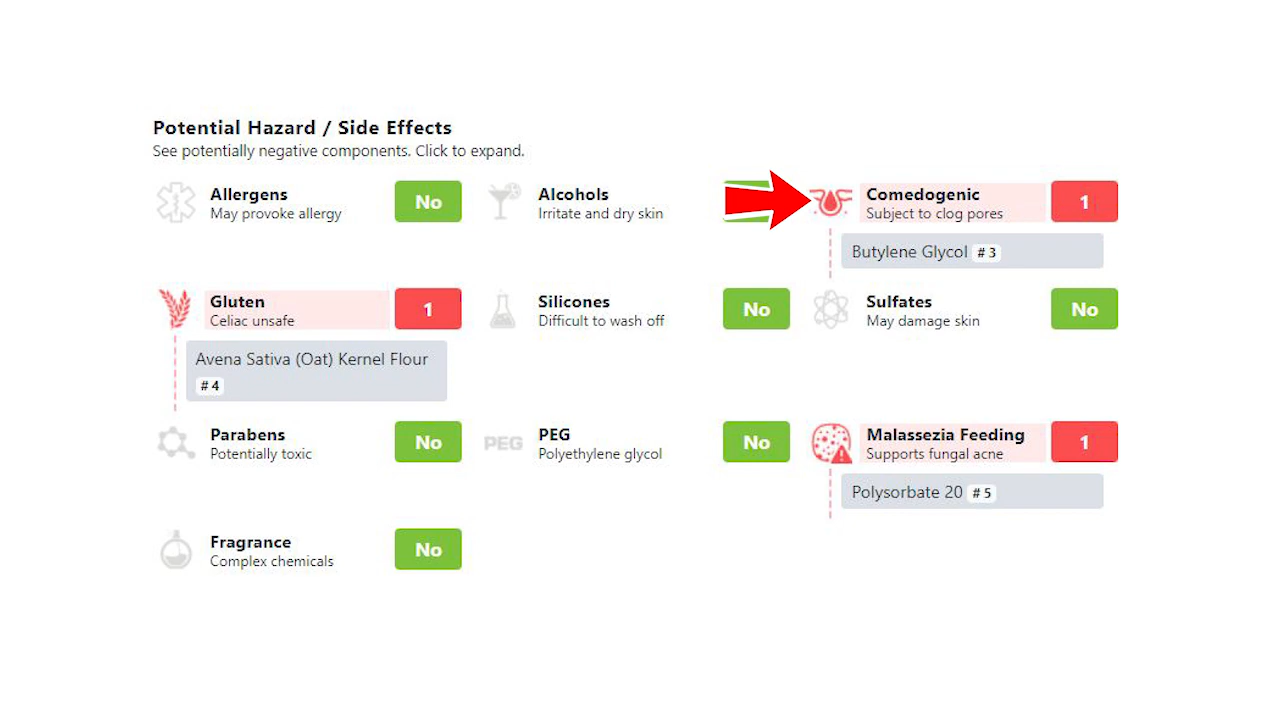 Potential Hazard / Side Effects
See potentially negative components. Click to expand.
Allergens
May provoke allergy
No
Alcohols
Irritate and dry skin
Comedogenic
Subject to clog pores
1
Butylene Glycol # 3
Gluten
Celiac unsafe
1
Avena Sativa (Oat) Kernel Flour
# 4
Silicones
Difficult to wash off
No
Sulfates
May damage skin
No
Parabens
Potentially toxic
No
PEG
PEG
Polyethylene glycol
No
Malassezia Feeding
Supports fungal acne
1
Polysorbate 20 # 5
Fragrance
Complex chemicals
No